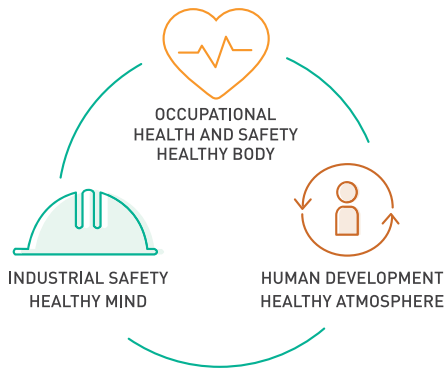 OCCUPATIONAL
HEALTH AND SAFETY
HEALTHY BODY
INDUSTRIAL SAFETY
HEALTHY MIND
HUMAN DEVELOPMENT
HEALTHY ATMOSPHERE